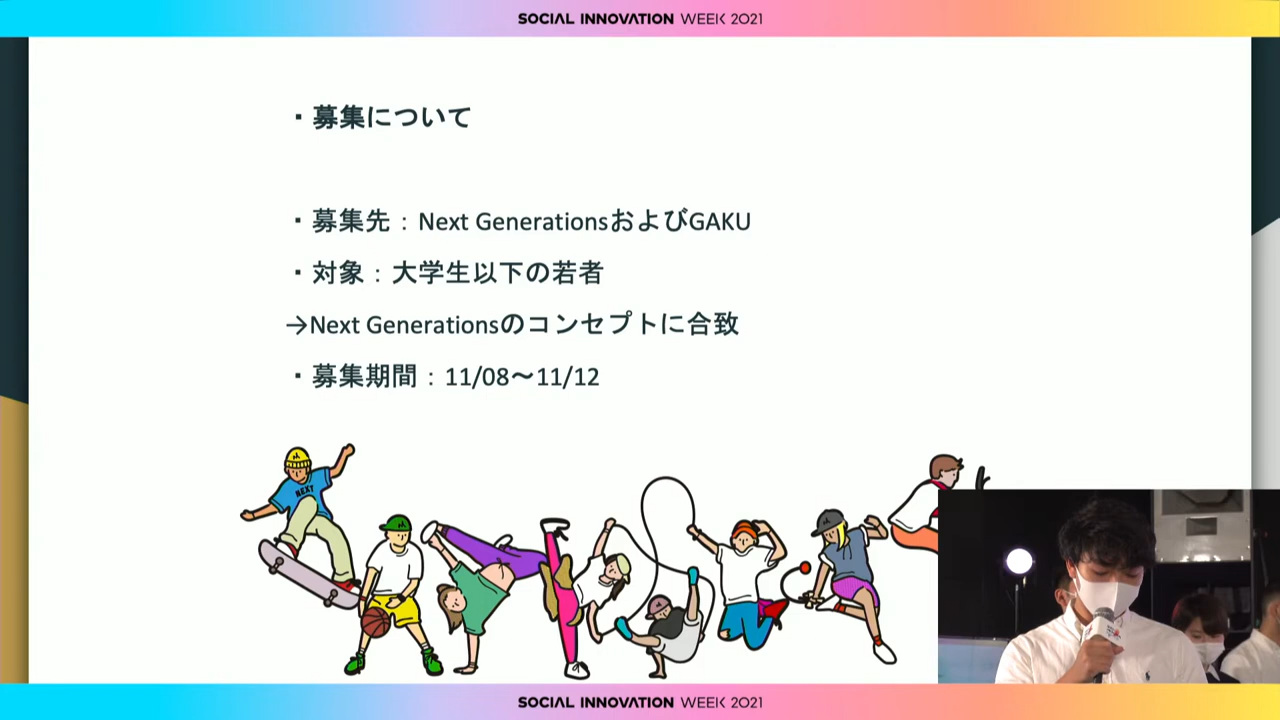 SOCIAL INNOVATION WEEK 2021
・募集について
・募集先：Next GenerationsおよびGAKU
・対象：大学生以下の若者
→Next Generationsのコンセプトに合致
・募集期間：11/08〜11/12
NEXT
SOCIAL INNOVATION WEEK 2021